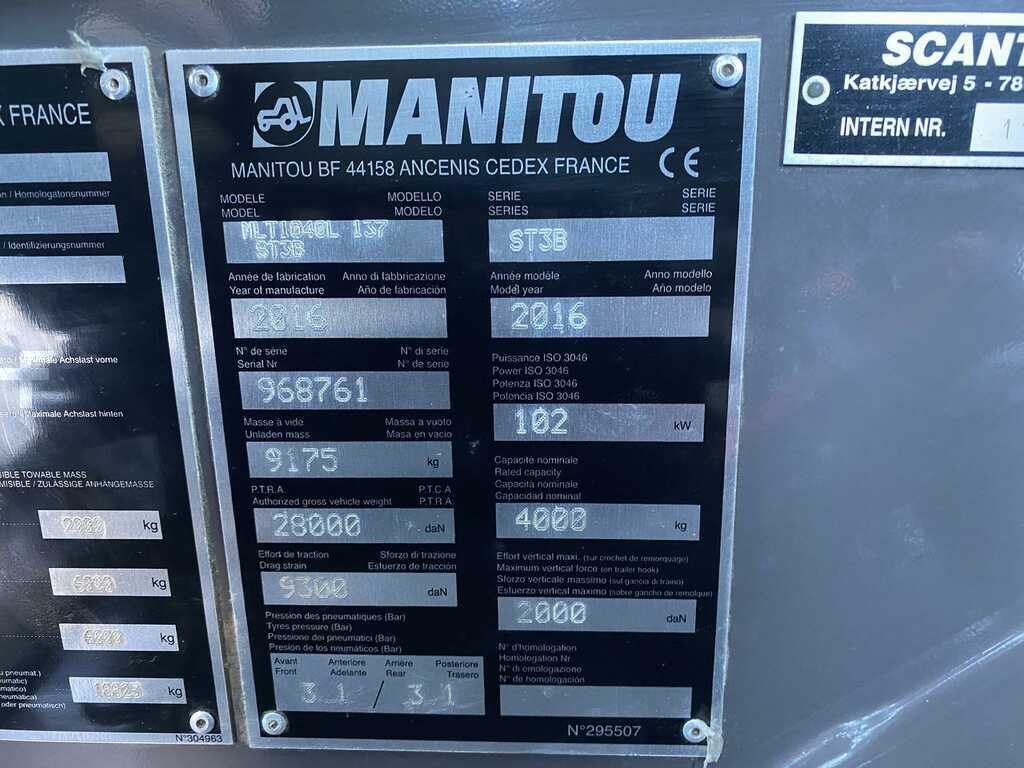 FRANCE
/ Homologatonsnummer
/ Identifizierungsnummer
Maximale Achslast vorne
Maximale Achslast hinten
TOWABLE MASS
/ ZULÄSSIGE ANHÄNGEMASSE
kg
6000 kg
6000 kg
kg
N°304963
MANITOU
MANITOU BF 44158 ANCENIS CEDEX FRANCE CE
MODELE MODELLO
MODEL MODELO
MLT1040L 137
ST3B
Année de fabrication Anno di fabbricazione
Year of manufacture Año de fabricación
2016
N° de série N° di serie
Serial Nr N° de serie
968761
Masse à vide Massa a vuoto
Unladen mass Masa en vacio
9175 kg
P.T.R.A. P.T.C.A.
Authorized gross vehicle weight P.T.R.A.
28000 daN
Effort de traction Sforzo di trazione
Drag strain Esfuerzo de tracción
9300 daN
Pression des pneumatiques (Bar)
Tyres pressure (Bar)
Pressione dei pneumatici (Bar)
Presión de los neumáticos (Bar)
Avant Anteriore Arrière Posteriore
Front Adelante Rear Trasero
3.1 / 3.1
SERIE SERIE
SERIES SERIE
ST3B
Année modèle Anno modello
Model year Año modelo
2016
Puissance ISO 3046
Power ISO 3046
Potenza ISO 3046
Potencia ISO 3046
102 kW
Capacité nominale
Rated capacity
Capacità nominale
Capacidad nominal
4000 kg
Effort vertical maxi. (sur crochet de remorquage)
Maximum vertical force (on trailer hook)
Sforzo verticale massimo (sul gancio di traino)
Esfuerzo vertical máximo (sobre gancho de remolque)
2000 daN
N° d'homologation
Homologation Nr
N° di omologazione
N° de homologación
N°295507
Katkjærvej 5 - 78
INTERN NR. 1